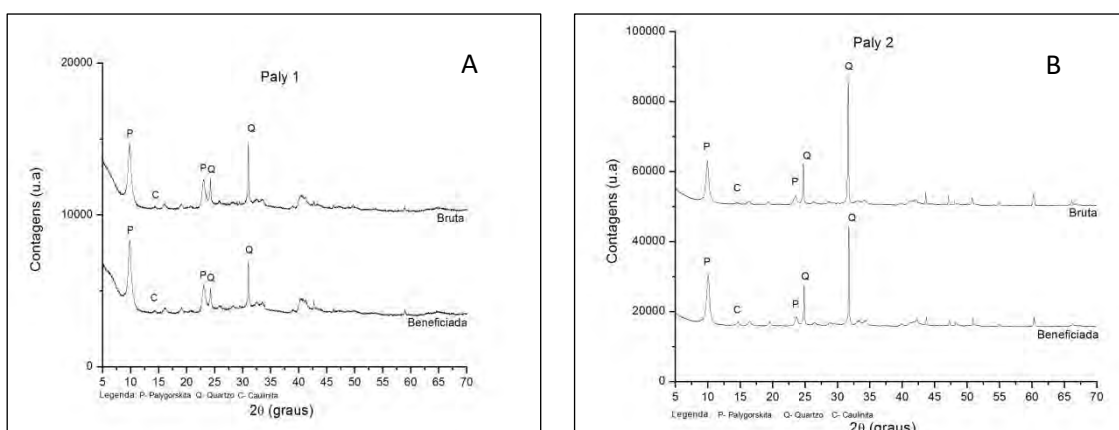 A
Paly 1
20000
10000
0
Contagens (u.a)
P
C
P
Q
Q
Bruta
P
C
P
Q
Q
Beneficiada
5 10 15 20 25 30 35 40 45 50 55 60 65 70
Legenda: P- Palygorskita Q- Quartzo C- Caulinita
2θ (graus)
B
Paly 2
100000
80000
60000
40000
20000
0
Contagens (u.a)
P
C
P
Q
Q
Bruta
P
C
P
Q
Q
Beneficiada
5 10 15 20 25 30 35 40 45 50 55 60 65 70
Legenda: P - Palygorskita Q- Quartzo C- Caulinita
2θ (graus)